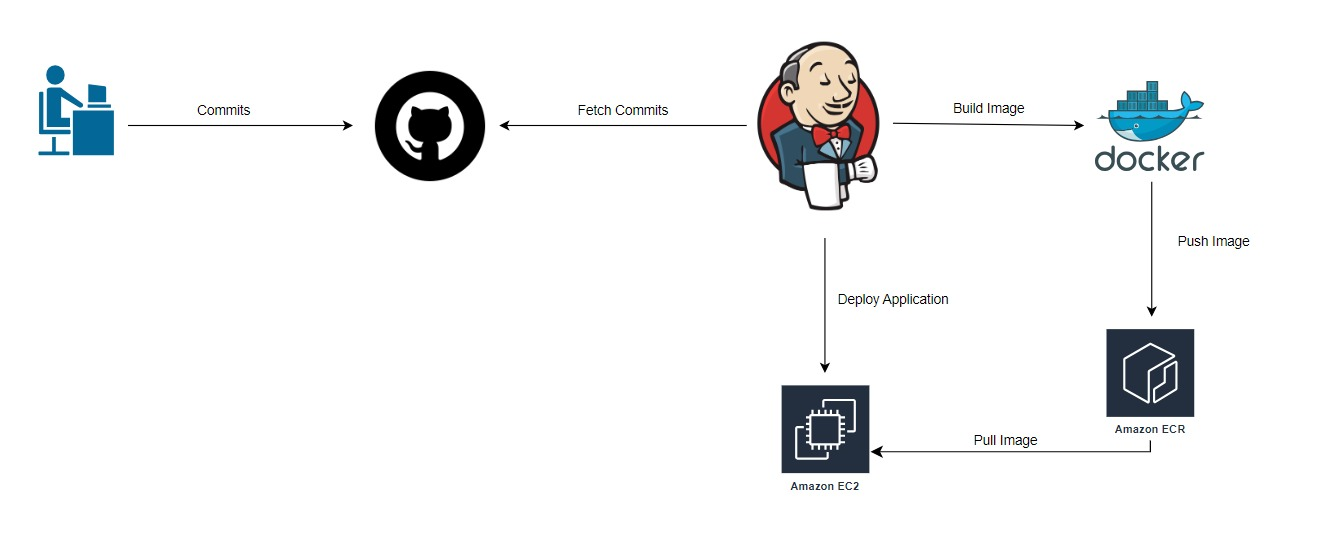 Commits
Fetch Commits
Build Image
docker
Push Image
Deploy Application
Amazon ECR
Pull Image
Amazon EC2